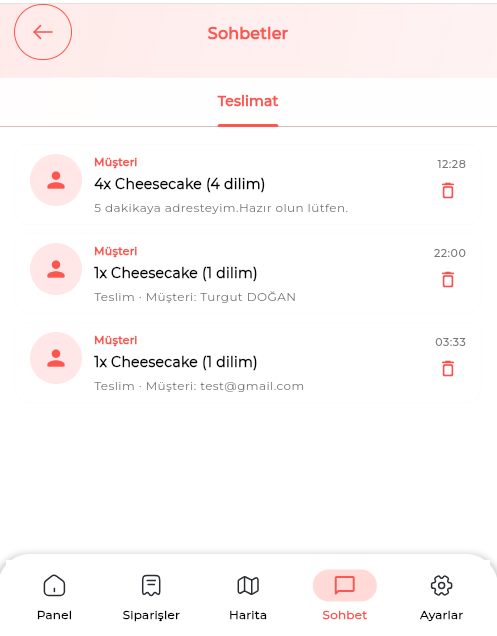 Sohbetler
Teslimat
Müşteri
12:28
4x Cheesecake (4 dilim)
5 dakikaya adresteyim.Hazır olun lütfen.
Müşteri
22:00
1x Cheesecake (1 dilim)
Teslim · Müşteri: Turgut DOĞAN
Müşteri
03:33
1x Cheesecake (1 dilim)
Teslim · Müşteri: test@gmail.com
Panel
Siparişler
Harita
Sohbet
Ayarlar